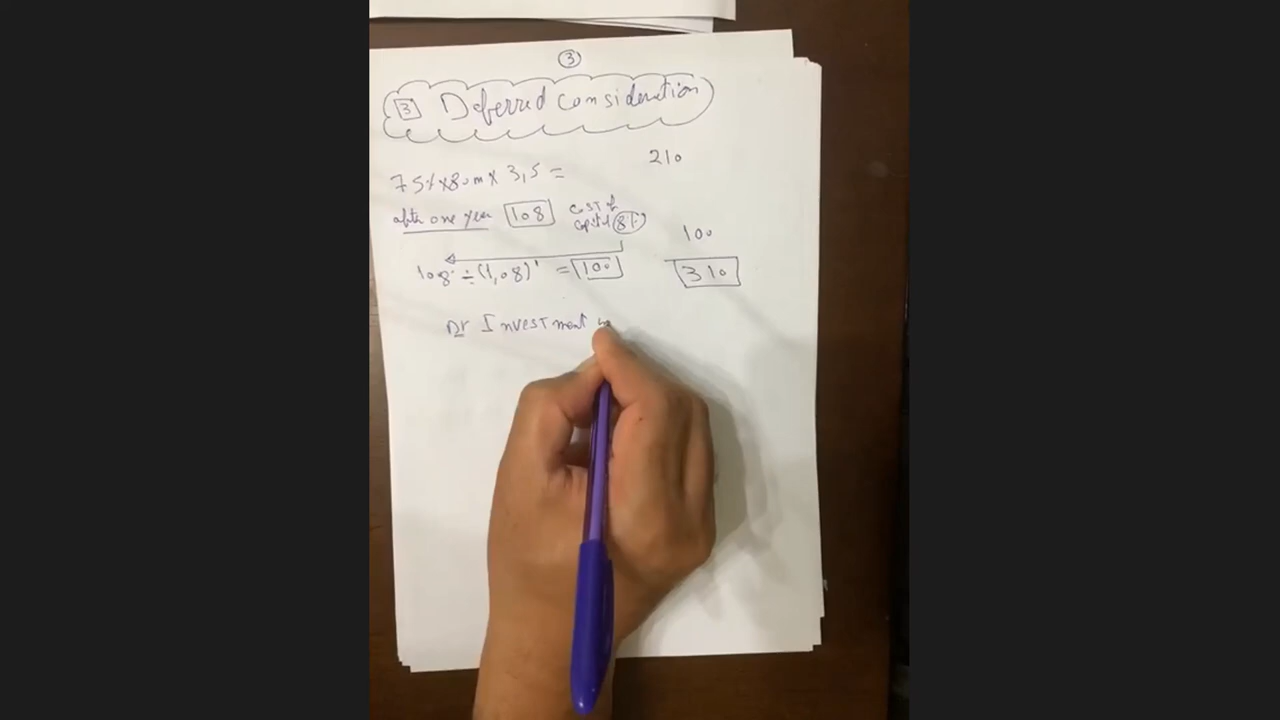 3
3 Deferred consideration
75% x 80 m x 3,5 = 210
after one year 108 cost of capital 8%
100
108 ÷ (1,08)¹ = 100 310
Dr Investment